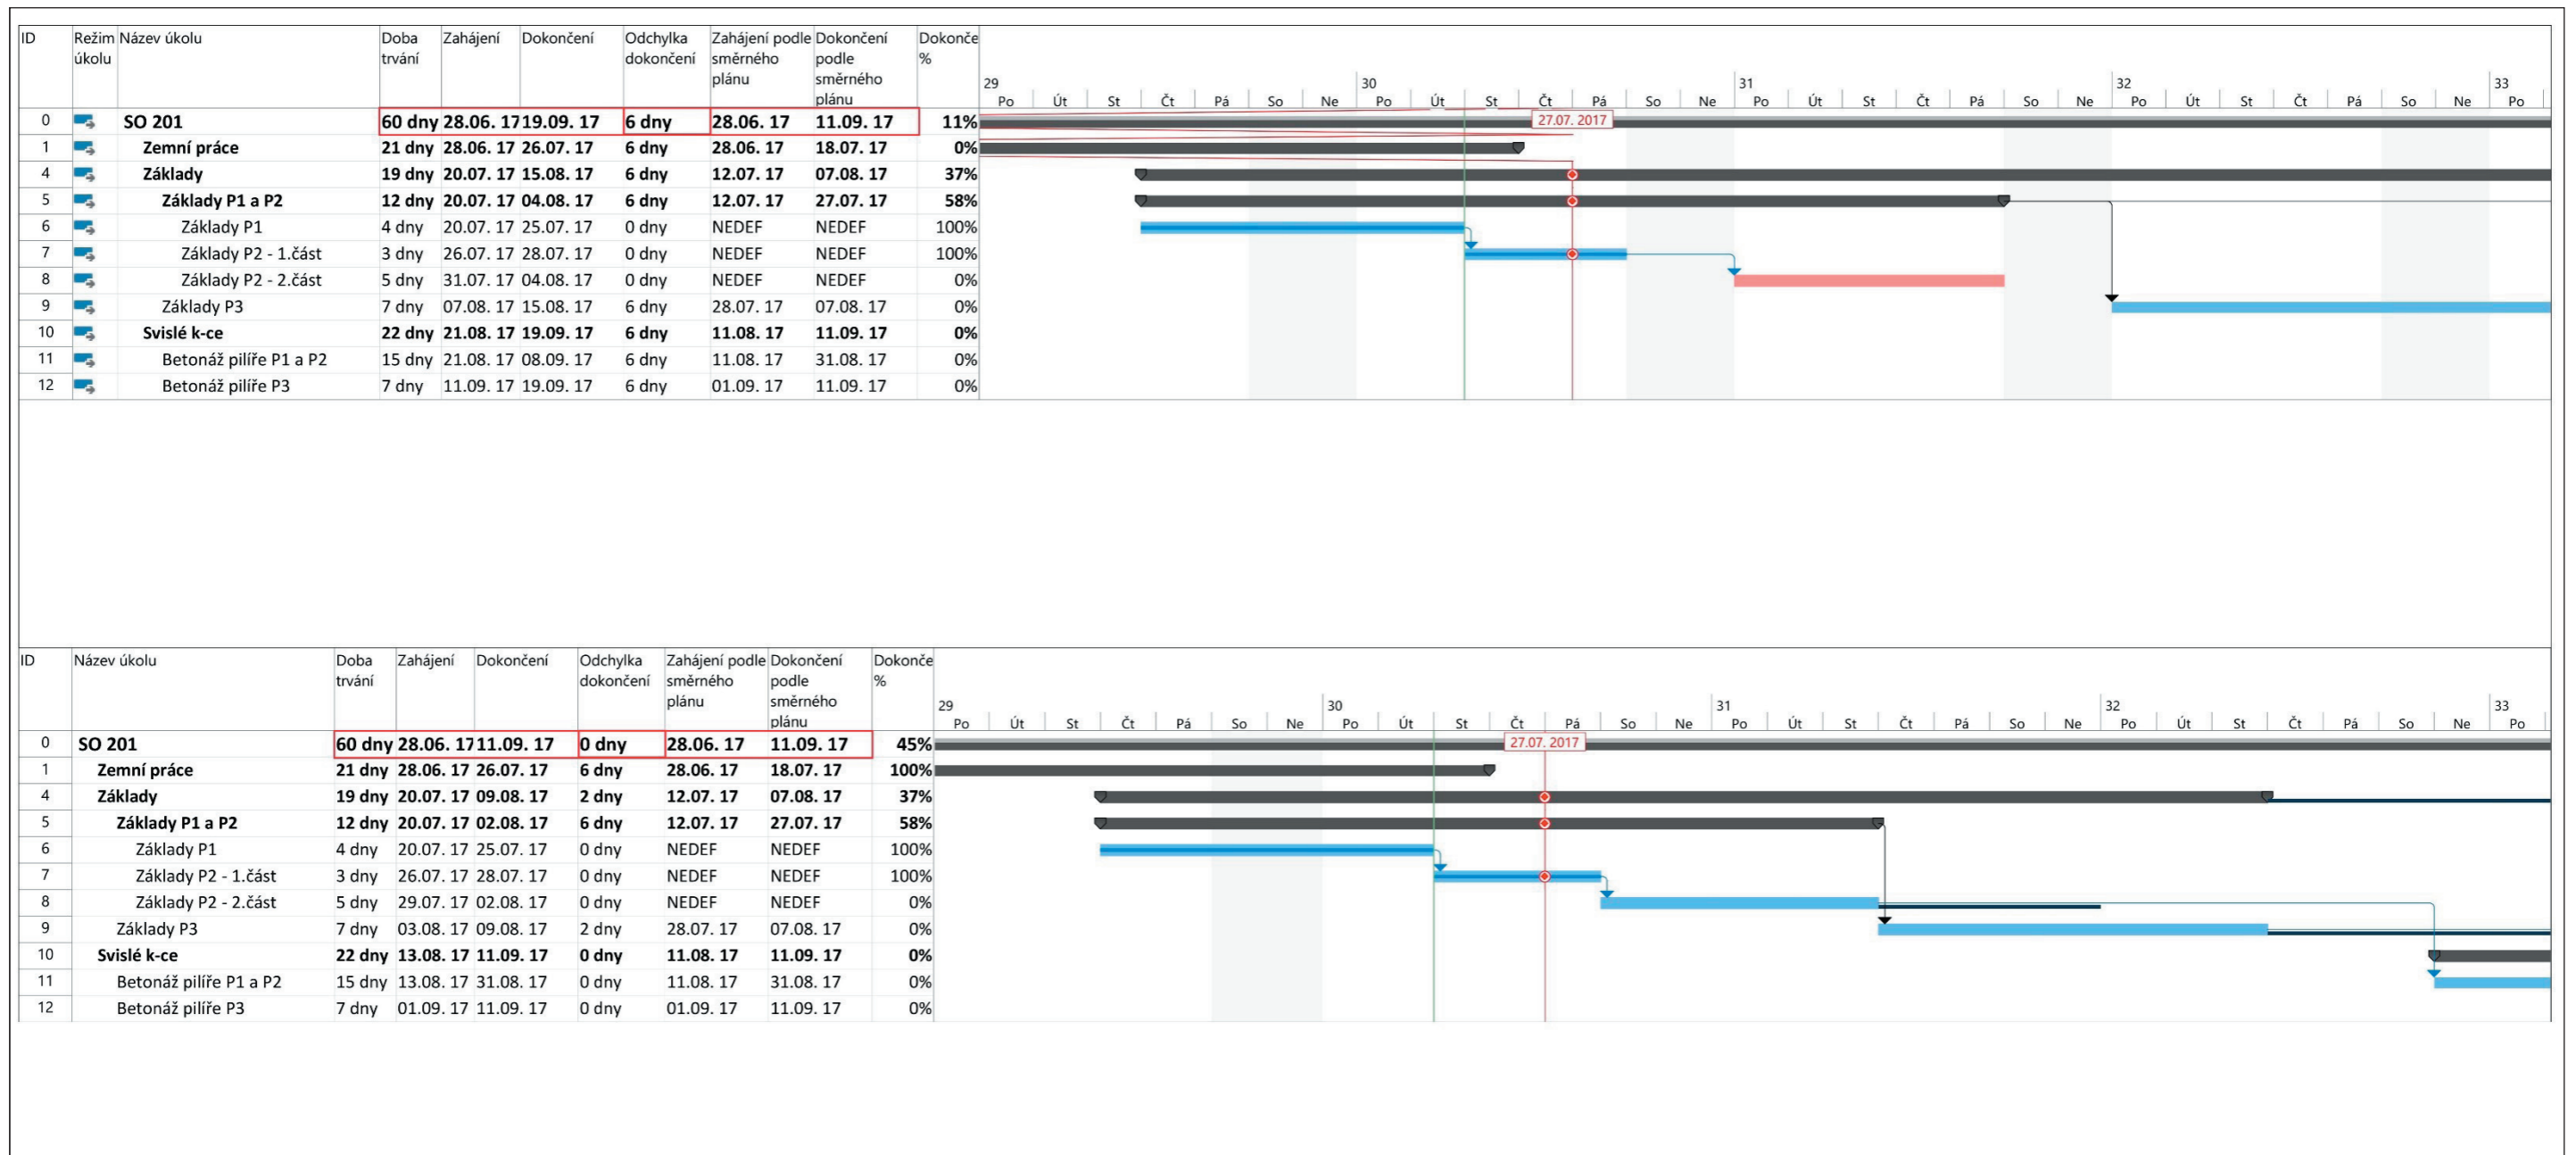 ID Režim úkolu Název úkolu Doba trvání Zahájení Dokončení Odchylka dokončení Zahájení podle směrného plánu Dokončení podle směrného plánu Dokonče %
29 30 31 32 33
Po Út St Čt Pá So Ne Po Út St Čt Pá So Ne Po Út St Čt Pá So Ne Po Út St Čt Pá So Ne Po
0 SO 201 60 dny 28.06. 17 19.09. 17 6 dny 28.06. 17 11.09. 17 11%
27.07. 2017
1 Zemní práce 21 dny 28.06. 17 26.07. 17 6 dny 28.06. 17 18.07. 17 0%
4 Základy 19 dny 20.07. 17 15.08. 17 6 dny 12.07. 17 07.08. 17 37%
5 Základy P1 a P2 12 dny 20.07. 17 04.08. 17 6 dny 12.07. 17 27.07. 17 58%
6 Základy P1 4 dny 20.07. 17 25.07. 17 0 dny NEDEF NEDEF 100%
7 Základy P2 - 1.část 3 dny 26.07. 17 28.07. 17 0 dny NEDEF NEDEF 100%
8 Základy P2 - 2.část 5 dny 31.07. 17 04.08. 17 0 dny NEDEF NEDEF 0%
9 Základy P3 7 dny 07.08. 17 15.08. 17 6 dny 28.07. 17 07.08. 17 0%
10 Svislé k-ce 22 dny 21.08. 17 19.09. 17 6 dny 11.08. 17 11.09. 17 0%
11 Betonáž pilíře P1 a P2 15 dny 21.08. 17 08.09. 17 6 dny 11.08. 17 31.08. 17 0%
12 Betonáž pilíře P3 7 dny 11.09. 17 19.09. 17 6 dny 01.09. 17 11.09. 17 0%
ID Název úkolu Doba trvání Zahájení Dokončení Odchylka dokončení Zahájení podle směrného plánu Dokončení podle směrného plánu Dokonče %
29 30 31 32 33
Po Út St Čt Pá So Ne Po Út St Čt Pá So Ne Po Út St Čt Pá So Ne Po Út St Čt Pá So Ne Po
0 SO 201 60 dny 28.06. 17 11.09. 17 0 dny 28.06. 17 11.09. 17 45%
27.07. 2017
1 Zemní práce 21 dny 28.06. 17 26.07. 17 6 dny 28.06. 17 18.07. 17 100%
4 Základy 19 dny 20.07. 17 09.08. 17 2 dny 12.07. 17 07.08. 17 37%
5 Základy P1 a P2 12 dny 20.07. 17 02.08. 17 6 dny 12.07. 17 27.07. 17 58%
6 Základy P1 4 dny 20.07. 17 25.07. 17 0 dny NEDEF NEDEF 100%
7 Základy P2 - 1.část 3 dny 26.07. 17 28.07. 17 0 dny NEDEF NEDEF 100%
8 Základy P2 - 2.část 5 dny 29.07. 17 02.08. 17 0 dny NEDEF NEDEF 0%
9 Základy P3 7 dny 03.08. 17 09.08. 17 2 dny 28.07. 17 07.08. 17 0%
10 Svislé k-ce 22 dny 13.08. 17 11.09. 17 0 dny 11.08. 17 11.09. 17 0%
11 Betonáž pilíře P1 a P2 15 dny 13.08. 17 31.08. 17 0 dny 11.08. 17 31.08. 17 0%
12 Betonáž pilíře P3 7 dny 01.09. 17 11.09. 17 0 dny 01.09. 17 11.09. 17 0%